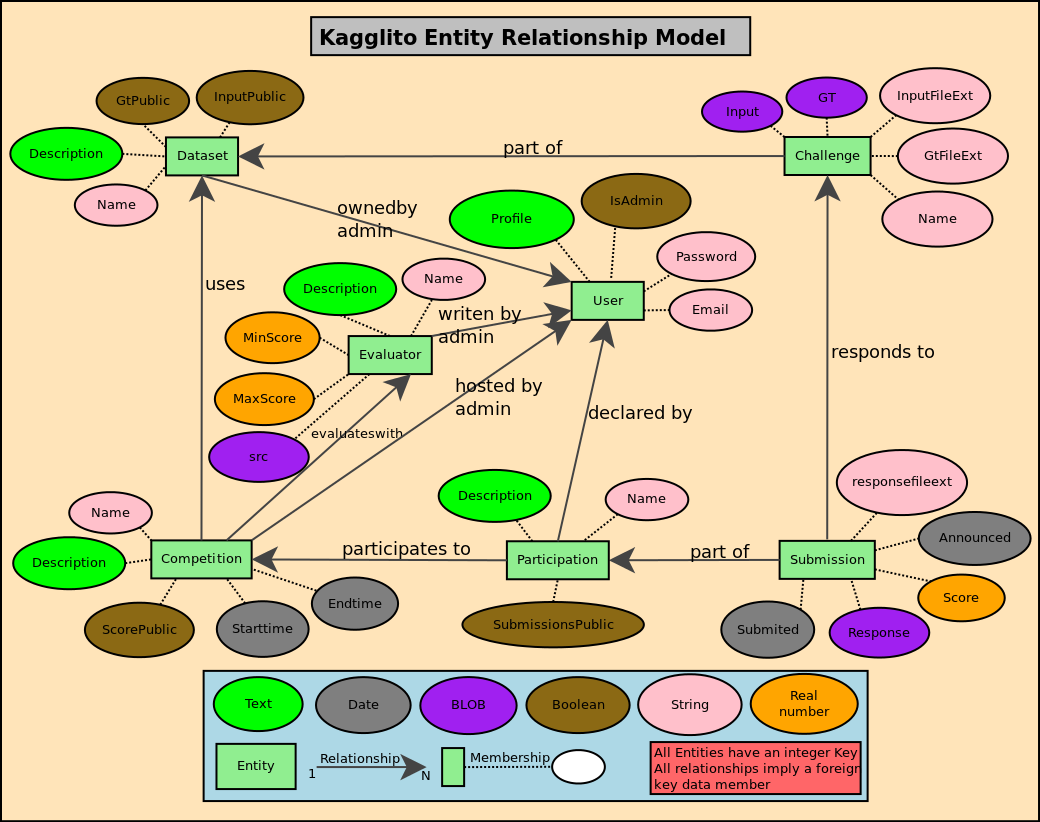 Kagglito Entity Relationship Model
GtPublic
InputPublic
Description
Dataset
Name
part of
Input
GT
InputFileExt
Challenge
GtFileExt
Name
ownedby
admin
Profile
IsAdmin
Password
User
Email
uses
Description
Name
writen by
admin
MinScore
Evaluator
MaxScore
hosted by
admin
evaluateswith
src
declared by
responds to
Name
Description
Competition
ScorePublic
Starttime
Endtime
participates to
Description
Name
Participation
SubmissionsPublic
part of
responsefileext
Announced
Submission
Score
Submited
Response
Text
Date
BLOB
Boolean
String
Real
number
Entity
1
Relationship
N
Membership
All Entities have an integer Key
All relationships imply a foreign
key data member